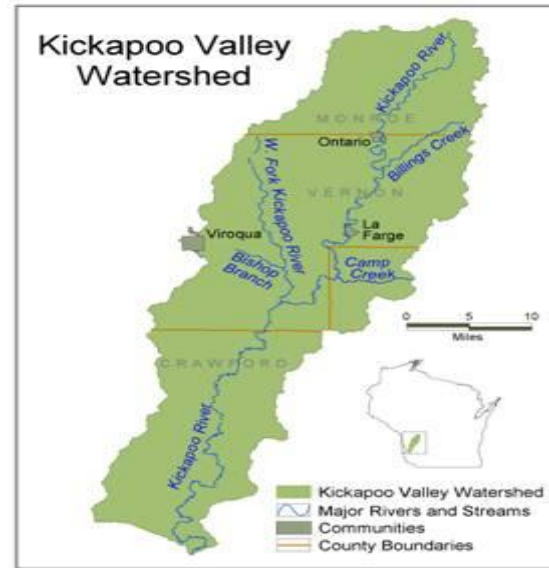 Kickapoo Valley
Watershed
Kickapoo River
MONROE
Ontario
Billings Creek
W. Fork Kickapoo River
VERNON
Viroqua
La
Farge
Bishop
Branch
Camp
Creek
0 5 10
Miles
CRAWFORD
Kickapoo River
Kickapoo Valley Watershed
Major Rivers and Streams
Communities
County Boundaries